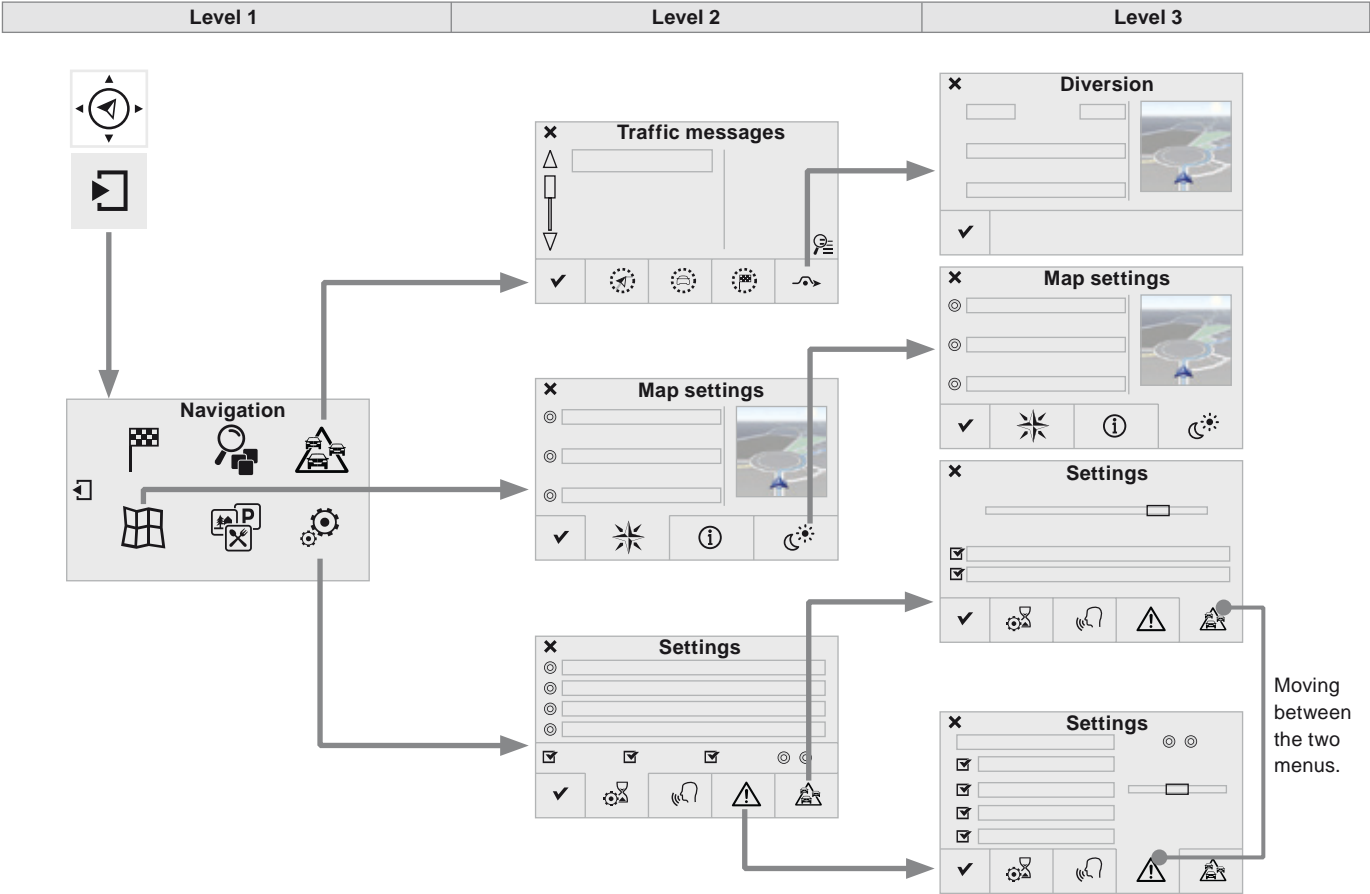 Level 1
Level 2
Level 3
Diversion
Traffic messages
Map settings
Map settings
Navigation
Settings
P
Settings
Settings
Moving
between
the two
menus.